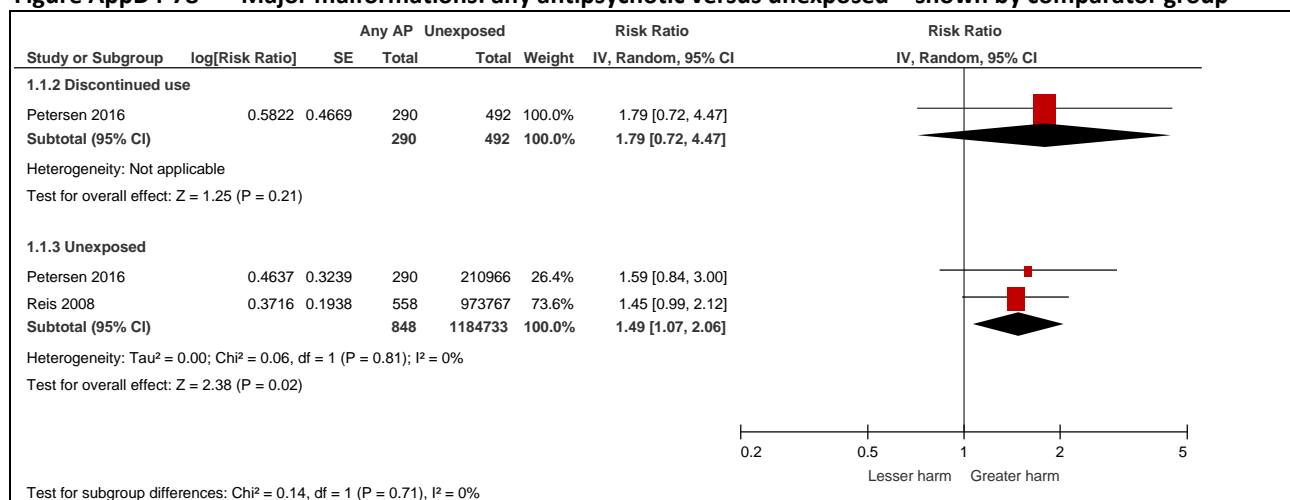 Figure AppD4-78 Major malformations: any antipsychotic versus unexposed – shown by comparator group
Any AP Unexposed Risk Ratio Risk Ratio
Study or Subgroup log[Risk Ratio] SE Total Total Weight IV, Random, 95% CI IV, Random, 95% CI
1.1.2 Discontinued use
Petersen 2016 0.5822 0.4669 290 492 100.0% 1.79 [0.72, 4.47]
Subtotal (95% CI) 290 492 100.0% 1.79 [0.72, 4.47]
Heterogeneity: Not applicable
Test for overall effect: Z = 1.25 (P = 0.21)
1.1.3 Unexposed
Petersen 2016 0.4637 0.3239 290 210966 26.4% 1.59 [0.84, 3.00]
Reis 2008 0.3716 0.1938 558 973767 73.6% 1.45 [0.99, 2.12]
Subtotal (95% CI) 848 1184733 100.0% 1.49 [1.07, 2.06]
Heterogeneity: Tau² = 0.00; Chi² = 0.06, df = 1 (P = 0.81); I² = 0%
Test for overall effect: Z = 2.38 (P = 0.02)
0.2 0.5 1 2 5
Lesser harm Greater harm
Test for subgroup differences: Chi² = 0.14, df = 1 (P = 0.71), I² = 0%